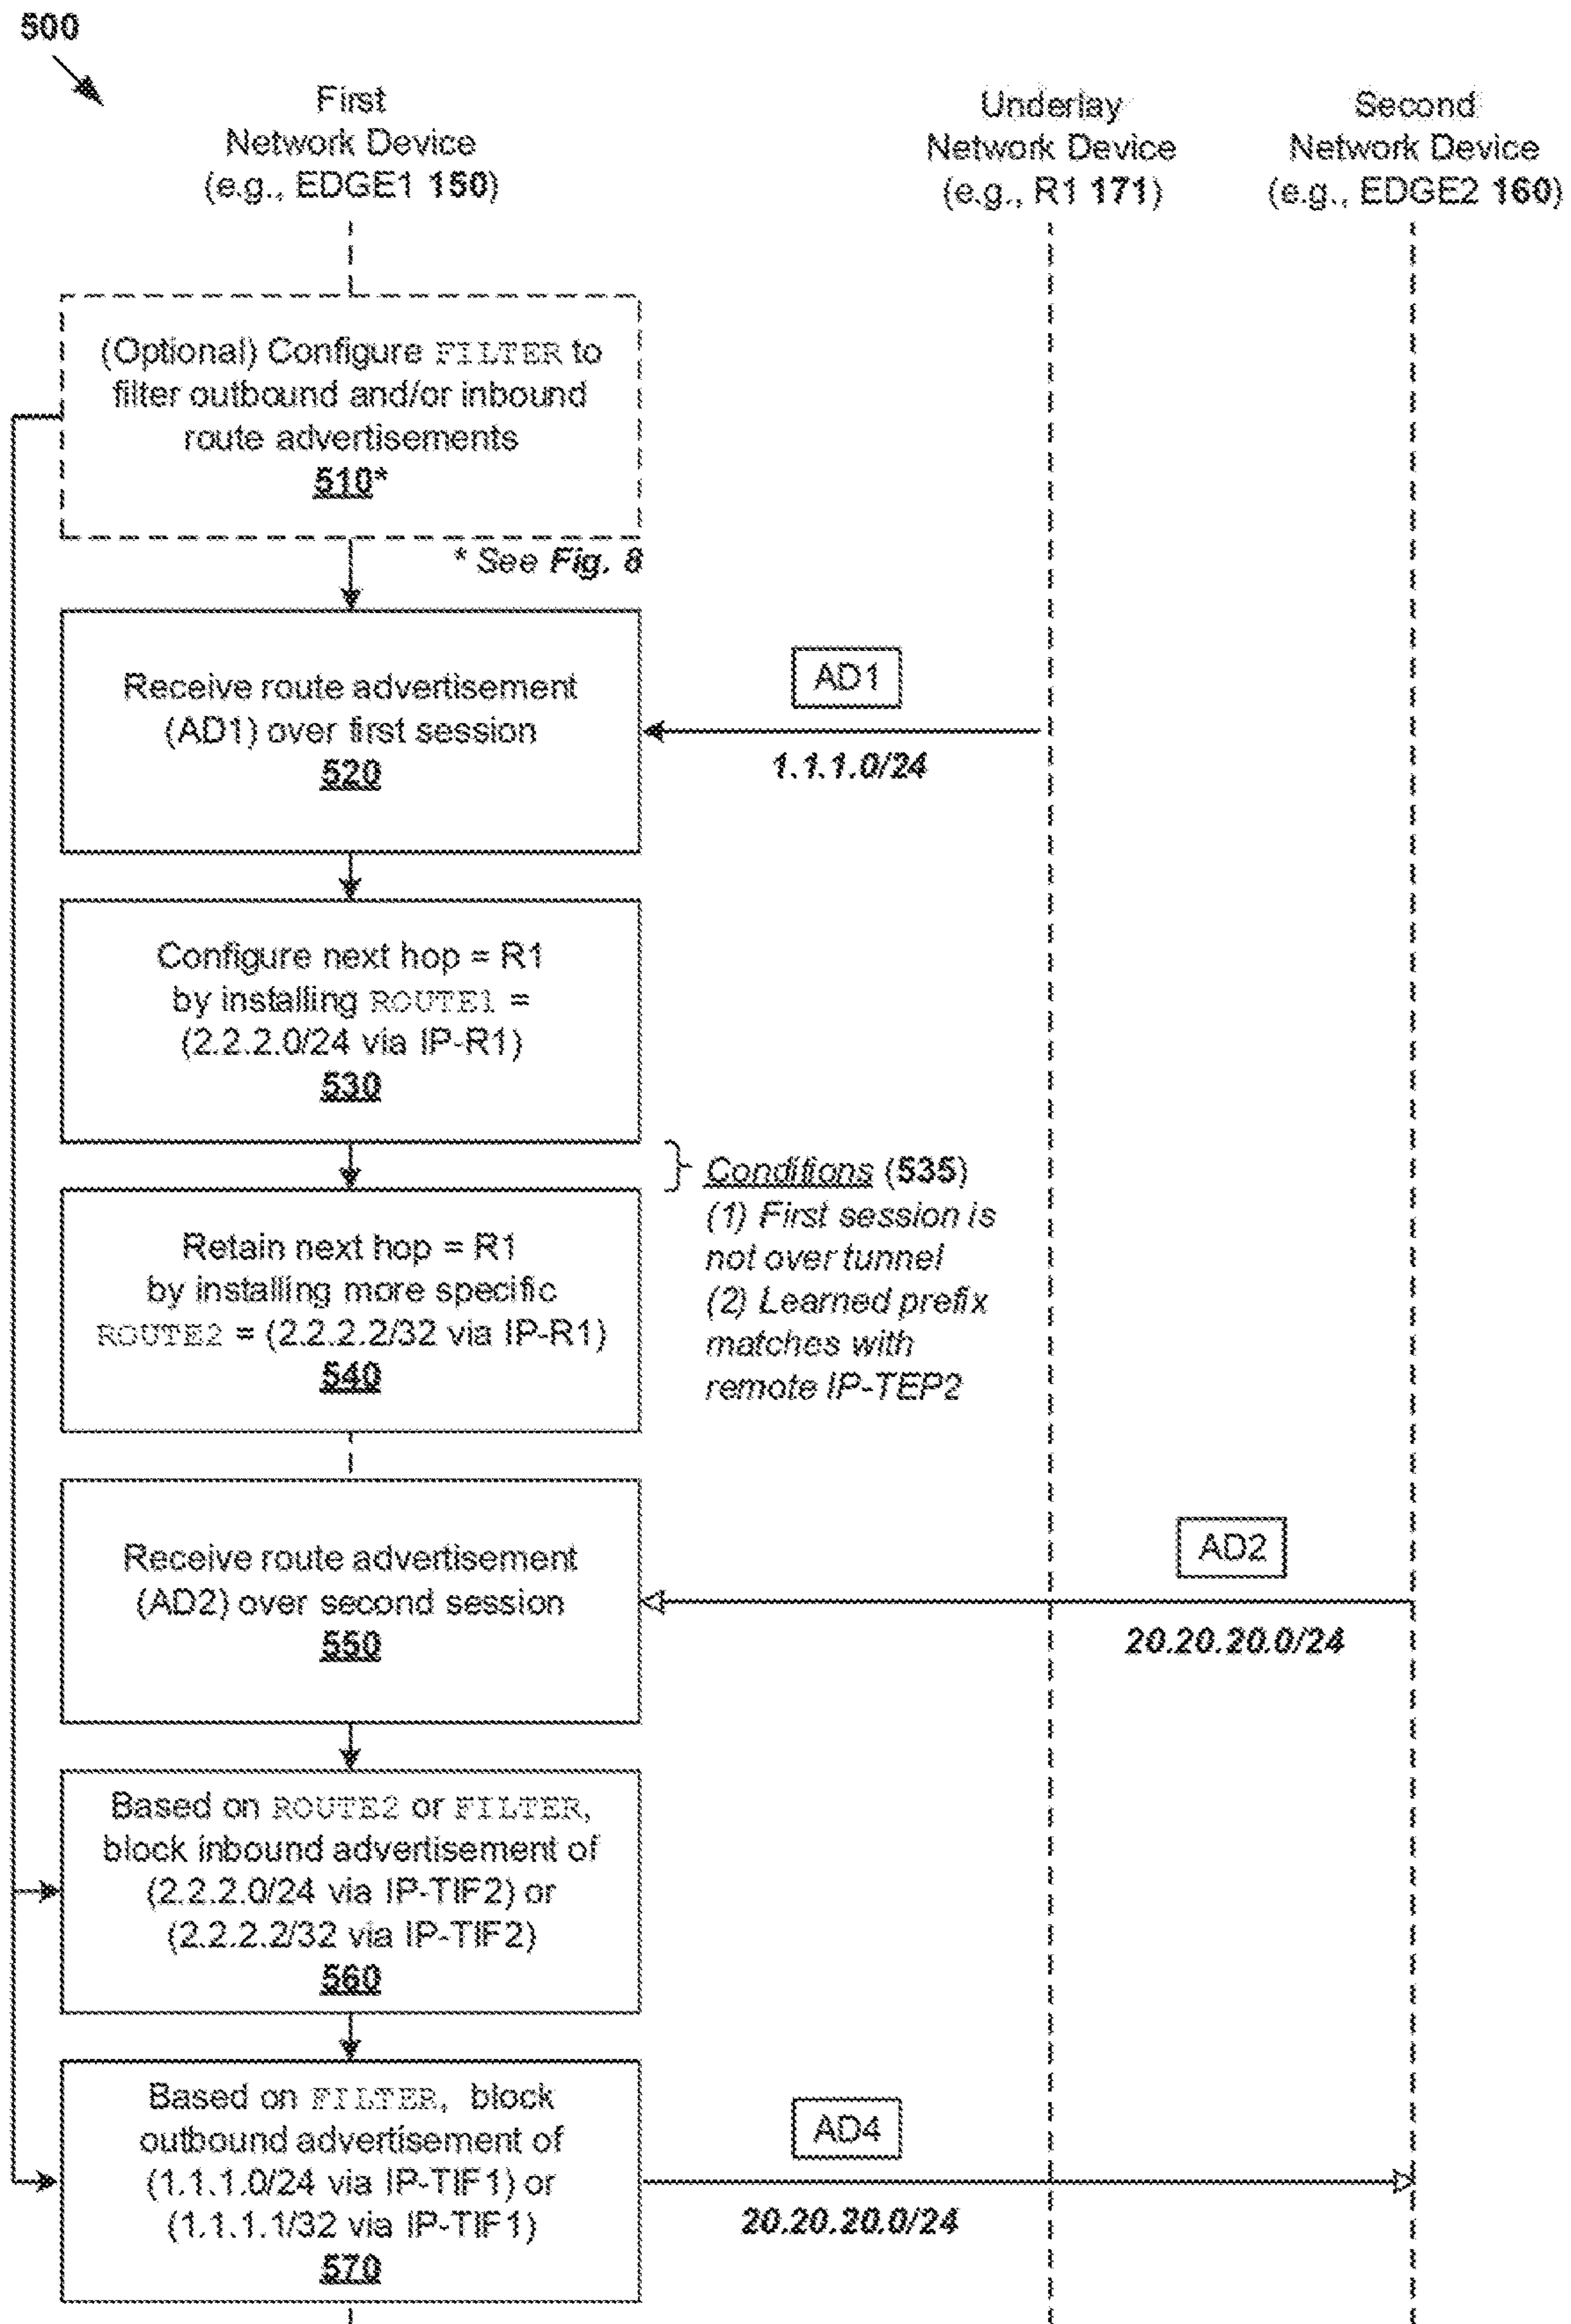 500
First
Network Device
(e.g., EDGE1 150)
Underlay
Network Device
(e.g., R1 171)
Second
Network Device
(e.g., EDGE2 160)
(Optional) Configure FILTER to
filter outbound and/or inbound
route advertisements
510*
* See Fig. 8
Receive route advertisement
(AD1) over first session
520
AD1
1.1.1.0/24
Configure next hop = R1
by installing ROUTE1 =
(2.2.2.0/24 via IP-R1)
530
Conditions (535)
(1) First session is
not over tunnel
(2) Learned prefix
matches with
remote IP-TEP2
Retain next hop = R1
by installing more specific
ROUTE2 = (2.2.2.2/32 via IP-R1)
540
Receive route advertisement
(AD2) over second session
550
AD2
20.20.20.0/24
Based on ROUTE2 or FILTER,
block inbound advertisement of
(2.2.2.0/24 via IP-TIF2) or
(2.2.2.2/32 via IP-TIF2)
560
Based on FILTER, block
outbound advertisement of
(1.1.1.0/24 via IP-TIF1) or
(1.1.1.1/32 via IP-TIF1)
570
AD4
20.20.20.0/24